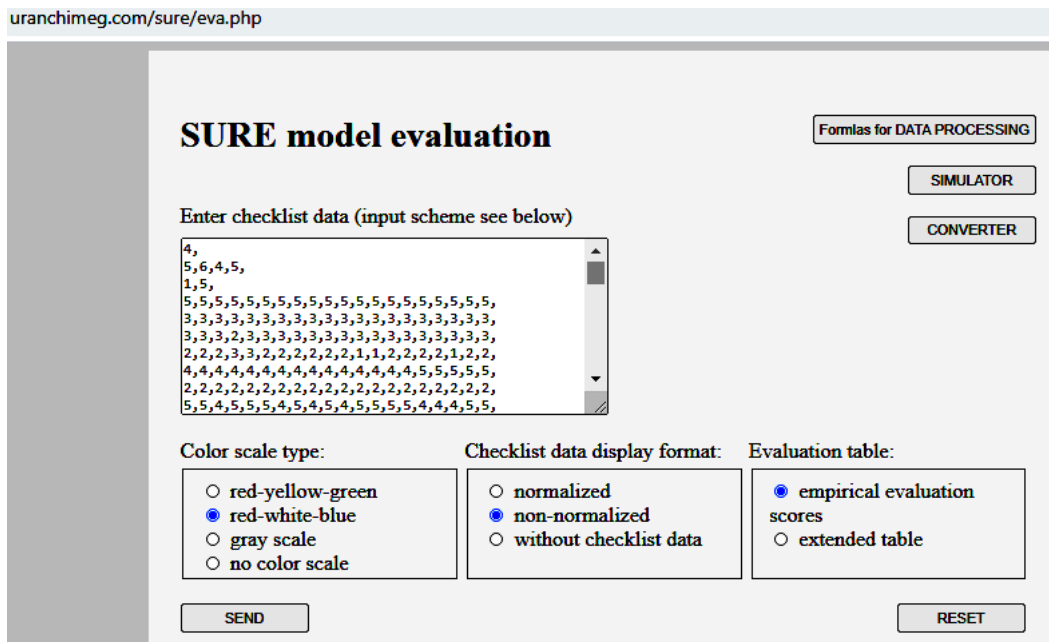 uranchimeg.com/sure/eva.php
SURE model evaluation
Formlas for DATA PROCESSING
SIMULATOR
CONVERTER
Enter checklist data (input scheme see below)
4,
5,6,4,5,
1,5,
5,5,5,5,5,5,5,5,5,5,5,5,5,5,5,5,5,5,5,5,
3,3,3,3,3,3,3,3,3,3,3,3,3,3,3,3,3,3,3,3,
3,3,3,2,3,3,3,3,3,3,3,3,3,3,3,3,3,3,3,3,
2,2,2,3,3,2,2,2,2,2,2,1,1,2,2,2,2,1,2,2,
4,4,4,4,4,4,4,4,4,4,4,4,4,4,4,5,5,5,5,5,
2,2,2,2,2,2,2,2,2,2,2,2,2,2,2,2,2,2,2,2,
5,5,4,5,5,5,4,5,4,5,4,5,5,5,5,4,4,4,5,5,
Color scale type:
red-yellow-green
red-white-blue
gray scale
no color scale
Checklist data display format:
normalized
non-normalized
without checklist data
Evaluation table:
empirical evaluation
scores
extended table
SEND
RESET